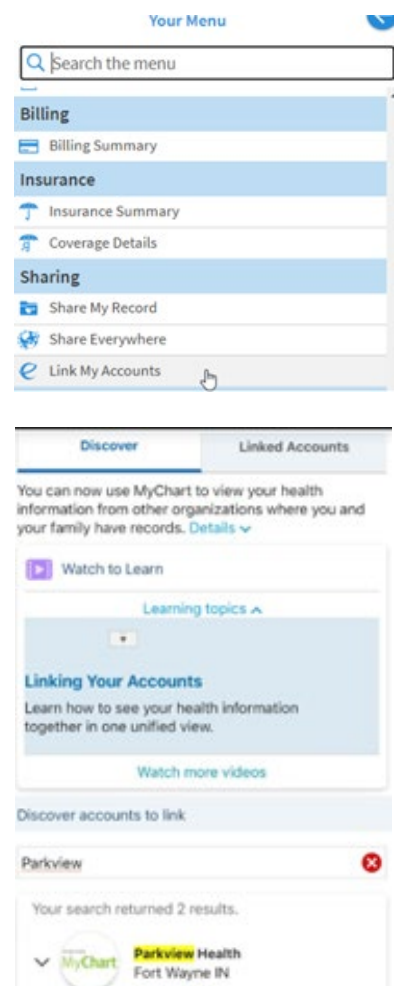 Your Menu
Search the menu
Billing
Billing Summary
Insurance
Insurance Summary
Coverage Details
Sharing
Share My Record
Share Everywhere
Link My Accounts
Discover
Linked Accounts
You can now use MyChart to view your health
information from other organizations where you and
your family have records. Details
Watch to Learn
Learning topics
Linking Your Accounts
Learn how to see your health information
together in one unified view.
Watch more videos
Discover accounts to link
Parkview
Your search returned 2 results.
MyChart
Parkview Health
Fort Wayne IN